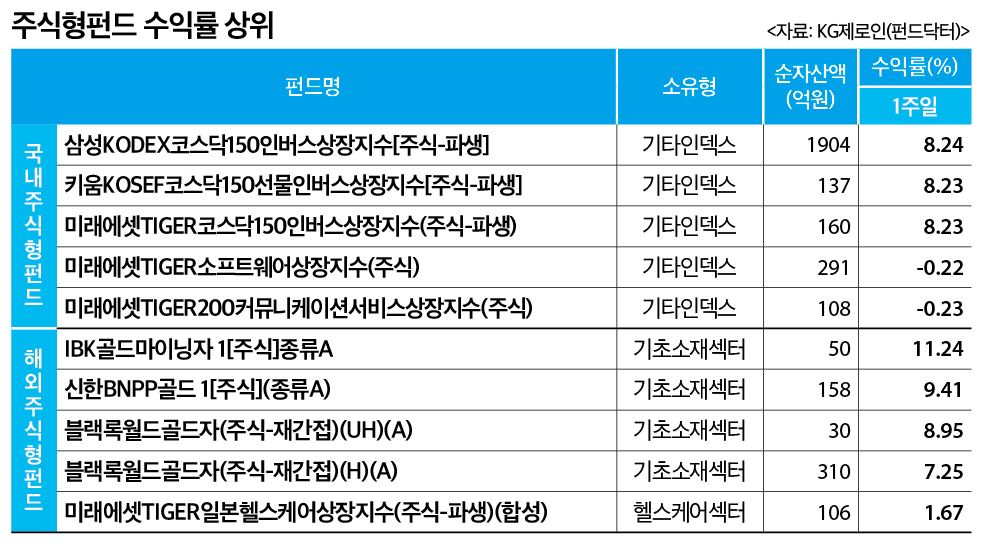 주식형펀드 수익률 상위
<자료: KG제로인(펀드닥터)>
펀드명 소유형 순자산액(억원) 수익률(%)
1주일
국내주식형펀드
삼성KODEX코스닥150인버스상장지수[주식-파생] 기타인덱스 1904 8.24
키움KOSEF코스닥150선물인버스상장지수[주식-파생] 기타인덱스 137 8.23
미래에셋TIGER코스닥150인버스상장지수(주식-파생) 기타인덱스 160 8.23
미래에셋TIGER소프트웨어상장지수(주식) 기타인덱스 291 -0.22
미래에셋TIGER200커뮤니케이션서비스상장지수(주식) 기타인덱스 108 -0.23
해외주식형펀드
IBK골드마이닝자 1[주식]종류A 기초소재섹터 50 11.24
신한BNPP골드 1[주식](종류A) 기초소재섹터 158 9.41
블랙록월드골드자(주식-재간접)(UH)(A) 기초소재섹터 30 8.95
블랙록월드골드자(주식-재간접)(H)(A) 기초소재섹터 310 7.25
미래에셋TIGER일본헬스케어상장지수(주식-파생)(합성) 헬스케어섹터 106 1.67